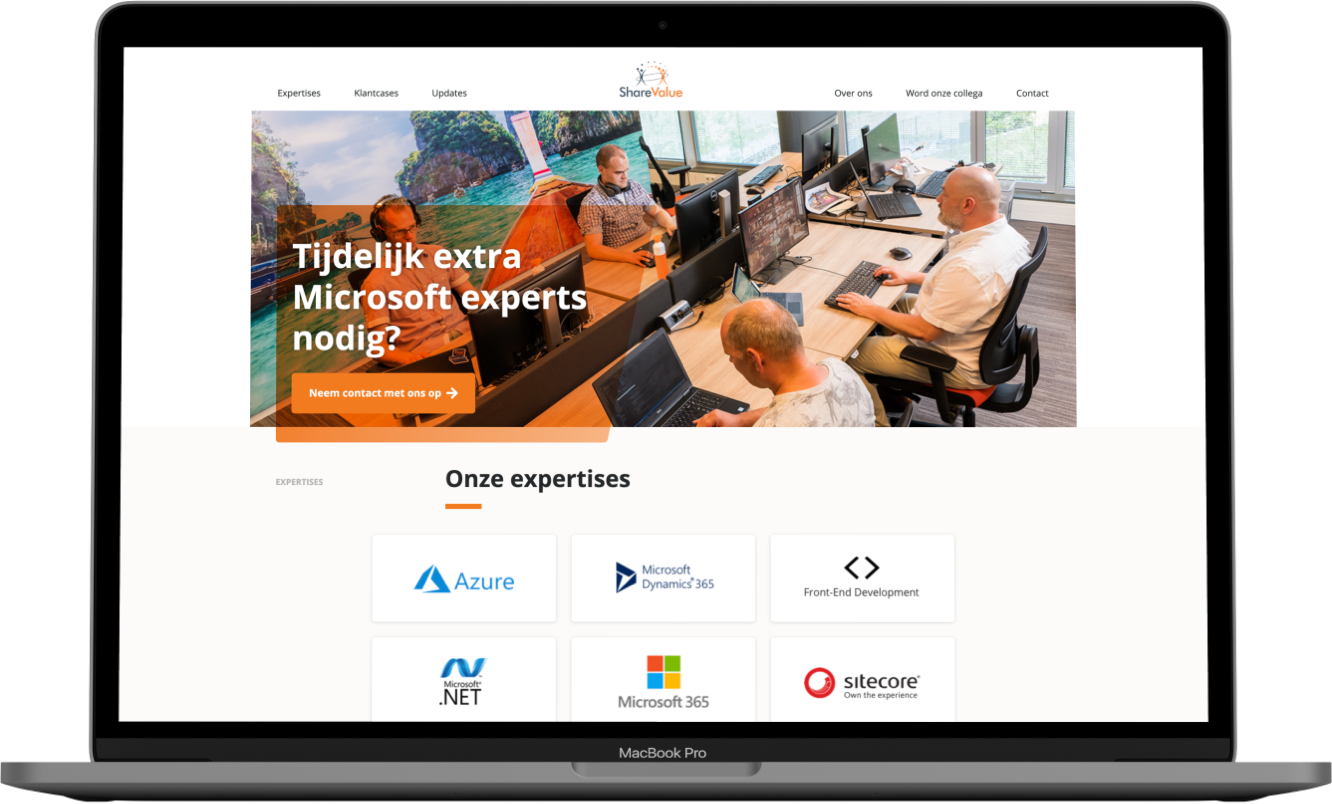 Expertises
Klantcases
Updates
ShareValue
Over ons
Word onze collega
Contact
Tijdelijk extra
Microsoft experts
nodig?
Neem contact met ons op →
EXPERTISES
Onze expertises
Azure
Microsoft
Dynamics® 365
<>
Front-End Development
Microsoft®
.NET
Microsoft 365
sitecore®
Own the experience
MacBook Pro